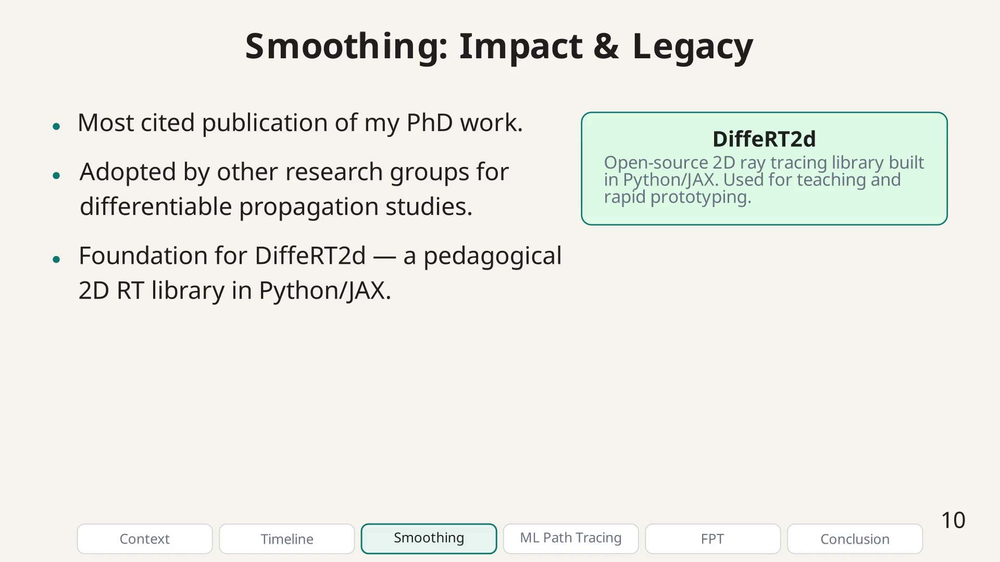 Smoothing: Impact & Legacy
• Most cited publication of my PhD work.
• Adopted by other research groups for
differentiable propagation studies.
• Foundation for DiffeRT2d — a pedagogical
2D RT library in Python/JAX.
DiffeRT2d
Open-source 2D ray tracing library built
in Python/JAX. Used for teaching and
rapid prototyping.
10
Context
Timeline
Smoothing
ML Path Tracing
FPT
Conclusion